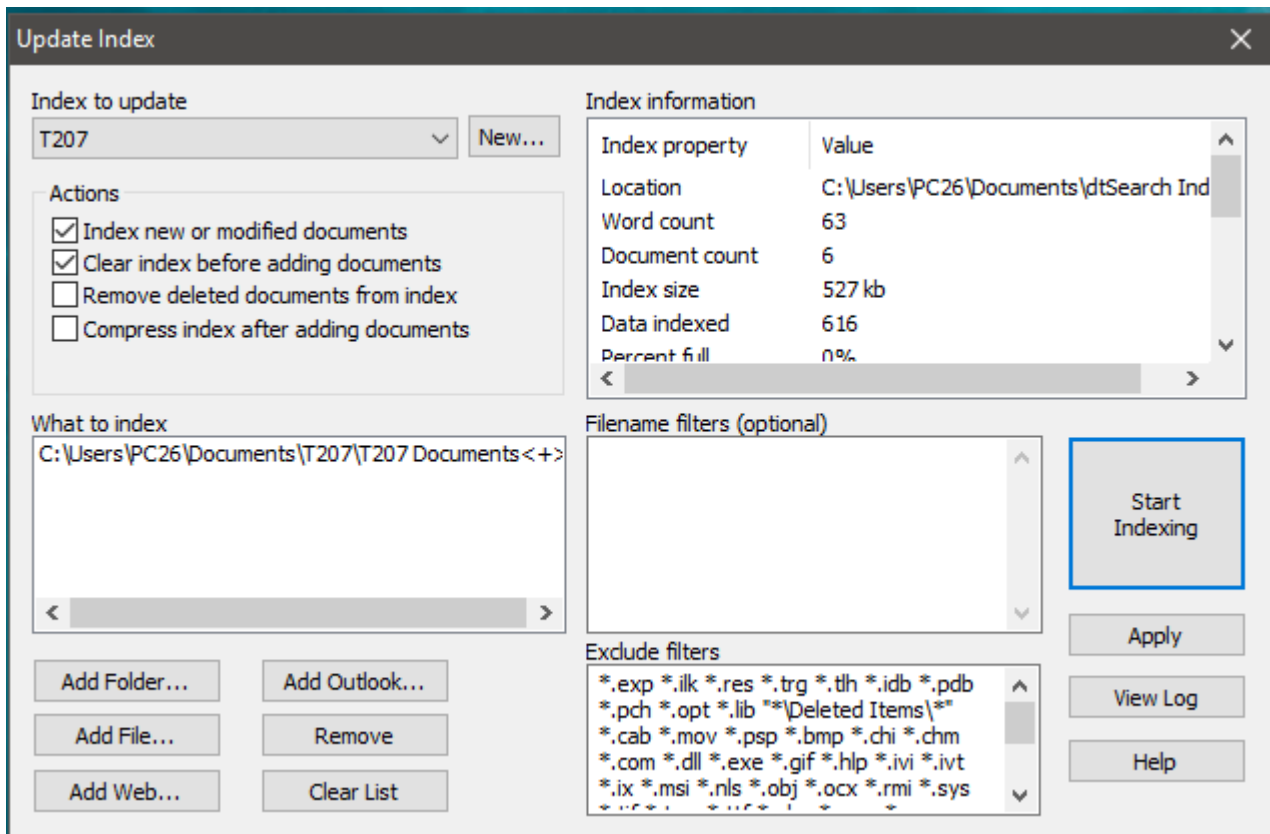 Update Index
Index to update
T207
New...
Actions
Index new or modified documents
Clear index before adding documents
Remove deleted documents from index
Compress index after adding documents
Index information
Index property Value
Location C:\Users\PC26\Documents\dtSearch Ind
Word count 63
Document count 6
Index size 527 kb
Data indexed 616
Percent full 0%
What to index
C:\Users\PC26\Documents\T207\T207 Documents<+>
Filename filters (optional)
Start
Indexing
Add Folder... Add Outlook...
Add File... Remove
Add Web... Clear List
Exclude filters
*.exp *.ilk *.res *.trg *.tlh *.idb *.pdb
*.pch *.opt *.lib "*\Deleted Items\*"
*.cab *.mov *.psp *.bmp *.chi *.chm
*.com *.dll *.exe *.gif *.hlp *.ivi *.ivt
*.ix *.msi *.nls *.obj *.ocx *.rmi *.sys
Apply
View Log
Help